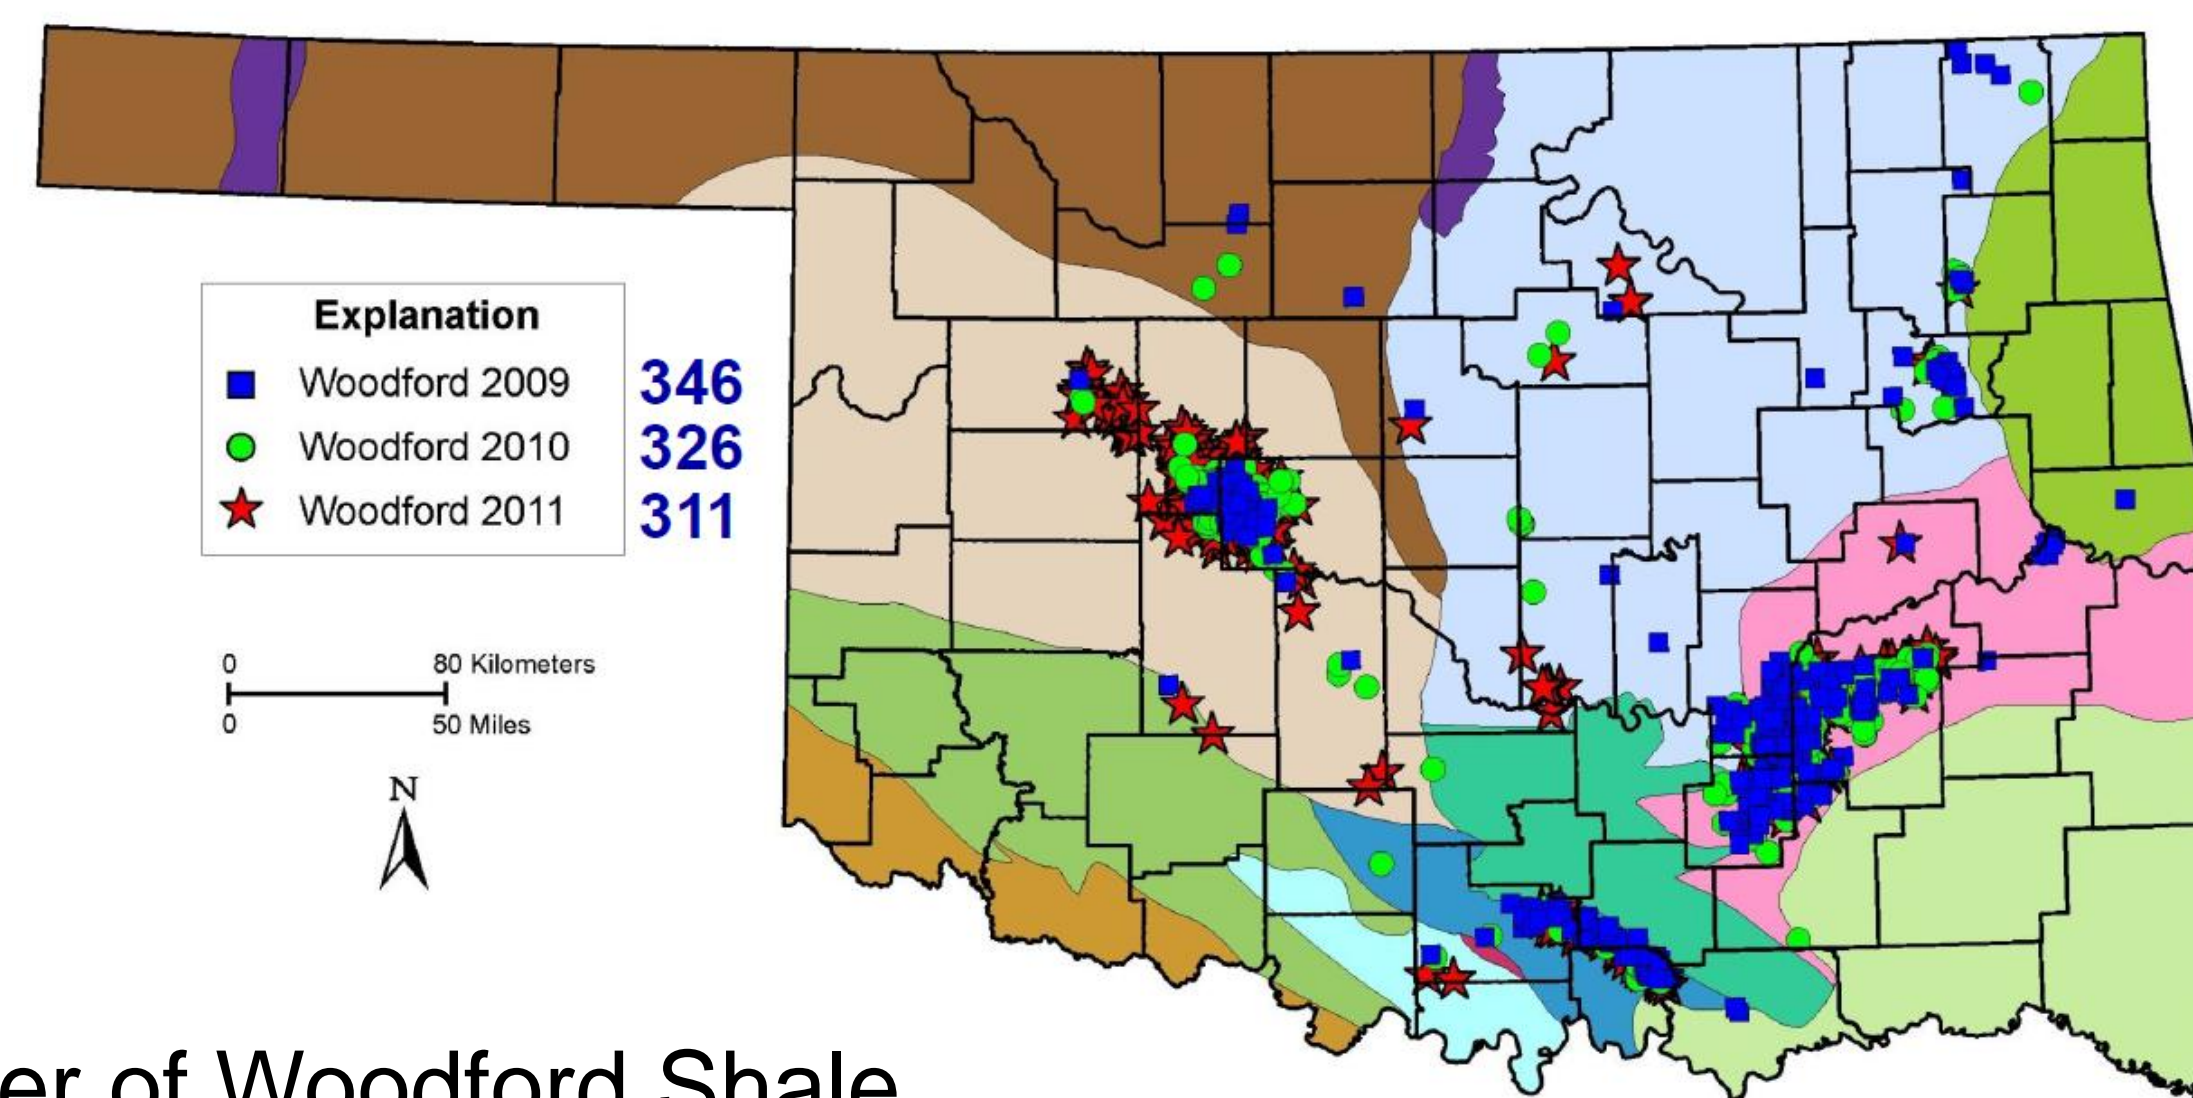 Explanation
Woodford 2009 346
Woodford 2010 326
Woodford 2011 311
0 80 Kilometers
0 50 Miles
N
er of Woodford Shale